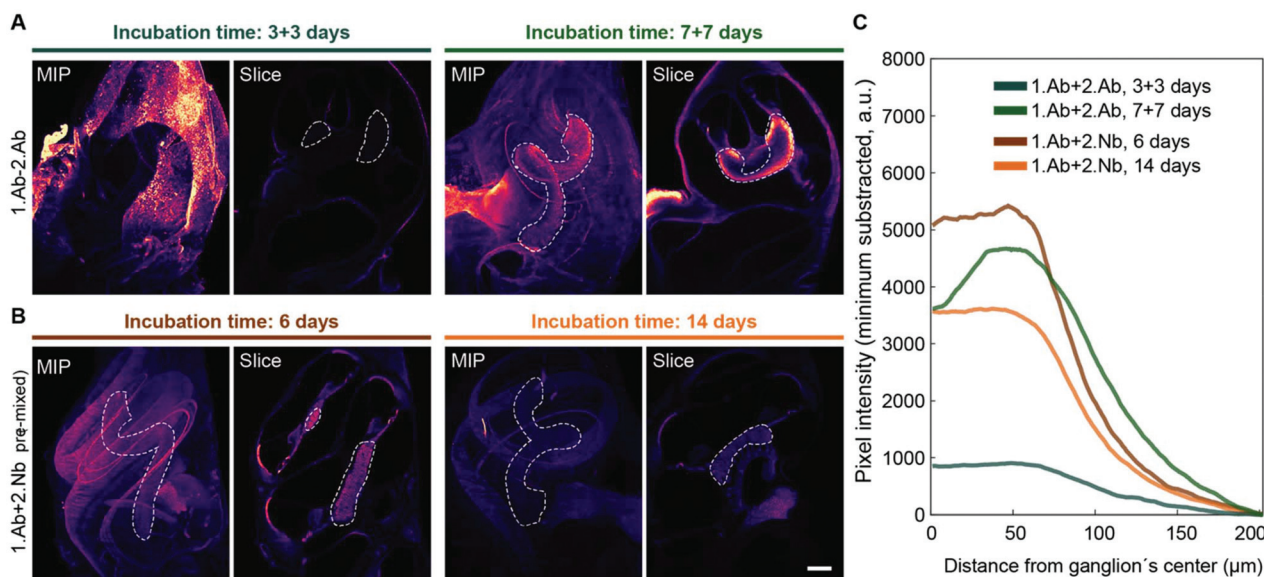 A
Incubation time: 3+3 days
Incubation time: 7+7 days
MIP
Slice
MIP
Slice
1.Ab-2.Ab
B
Incubation time: 6 days
Incubation time: 14 days
MIP
Slice
MIP
Slice
1.Ab+2.Nb pre-mixed
C
8000
7000
6000
5000
4000
3000
2000
1000
0
Pixel intensity (minimum substracted, a.u.)
1.Ab+2.Ab, 3+3 days
1.Ab+2.Ab, 7+7 days
1.Ab+2.Nb, 6 days
1.Ab+2.Nb, 14 days
0
50
100
150
200
Distance from ganglion´s center (µm)